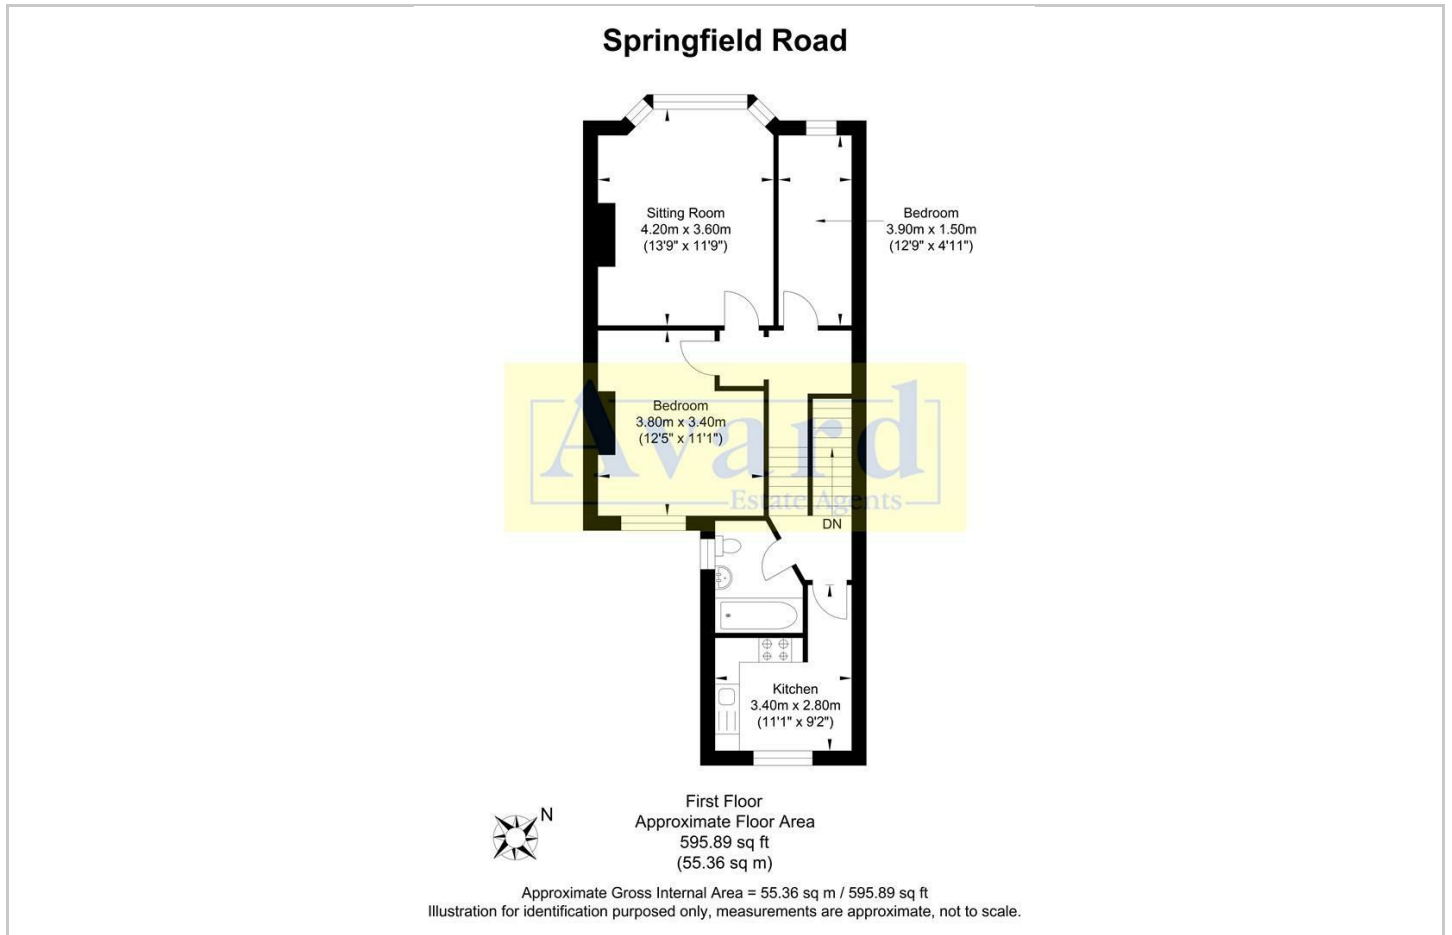 Springfield Road
Sitting Room
4.20m x 3.60m
(13'9" x 11'9")
Bedroom
3.90m x 1.50m
(12'9" x 4'11")
Bedroom
3.80m x 3.40m
(12'5" x 11'1")
Avard
Estate Agents
DN
Kitchen
3.40m x 2.80m
(11'1" x 9'2")
N
First Floor
Approximate Floor Area
595.89 sq ft
(55.36 sq m)
Approximate Gross Internal Area = 55.36 sq m / 595.89 sq ft
Illustration for identification purposed only, measurements are approximate, not to scale.